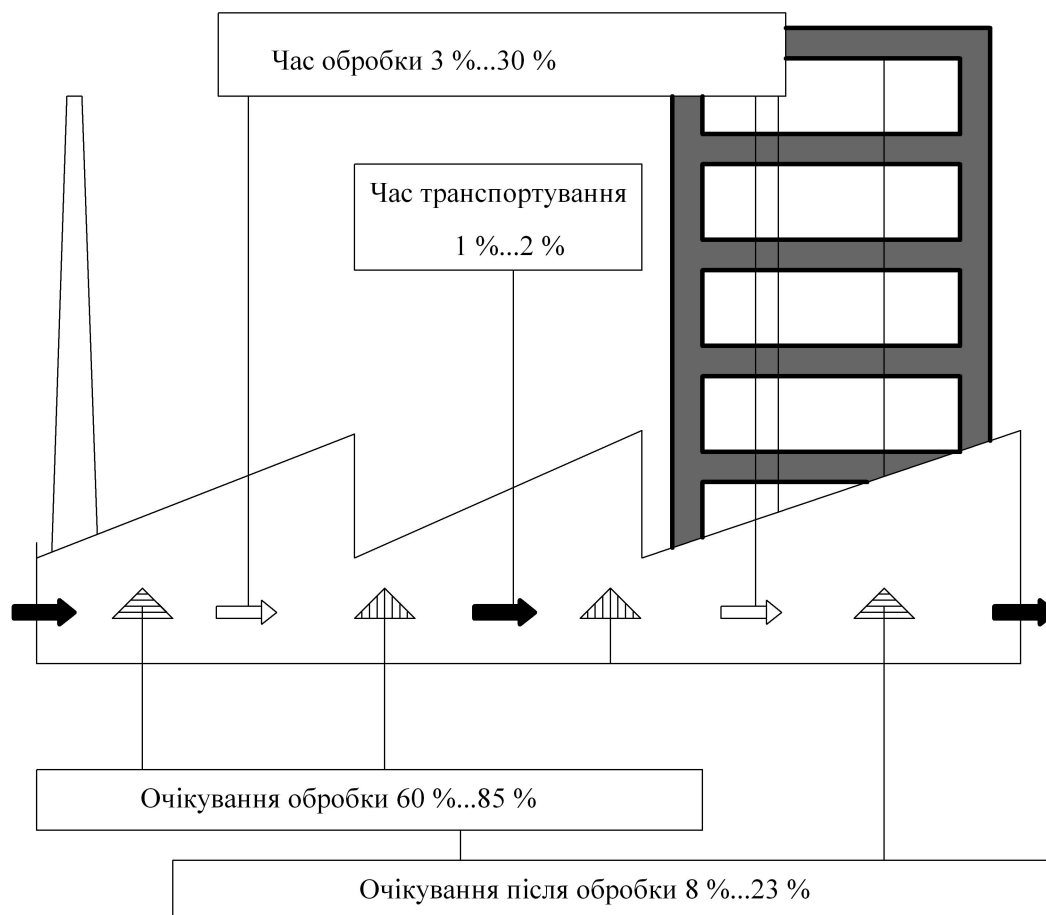 Час обробки 3 %...30 %
Час транспортування
1 %...2 %
Очікування обробки 60 %...85 %
Очікування після обробки 8 %...23 %